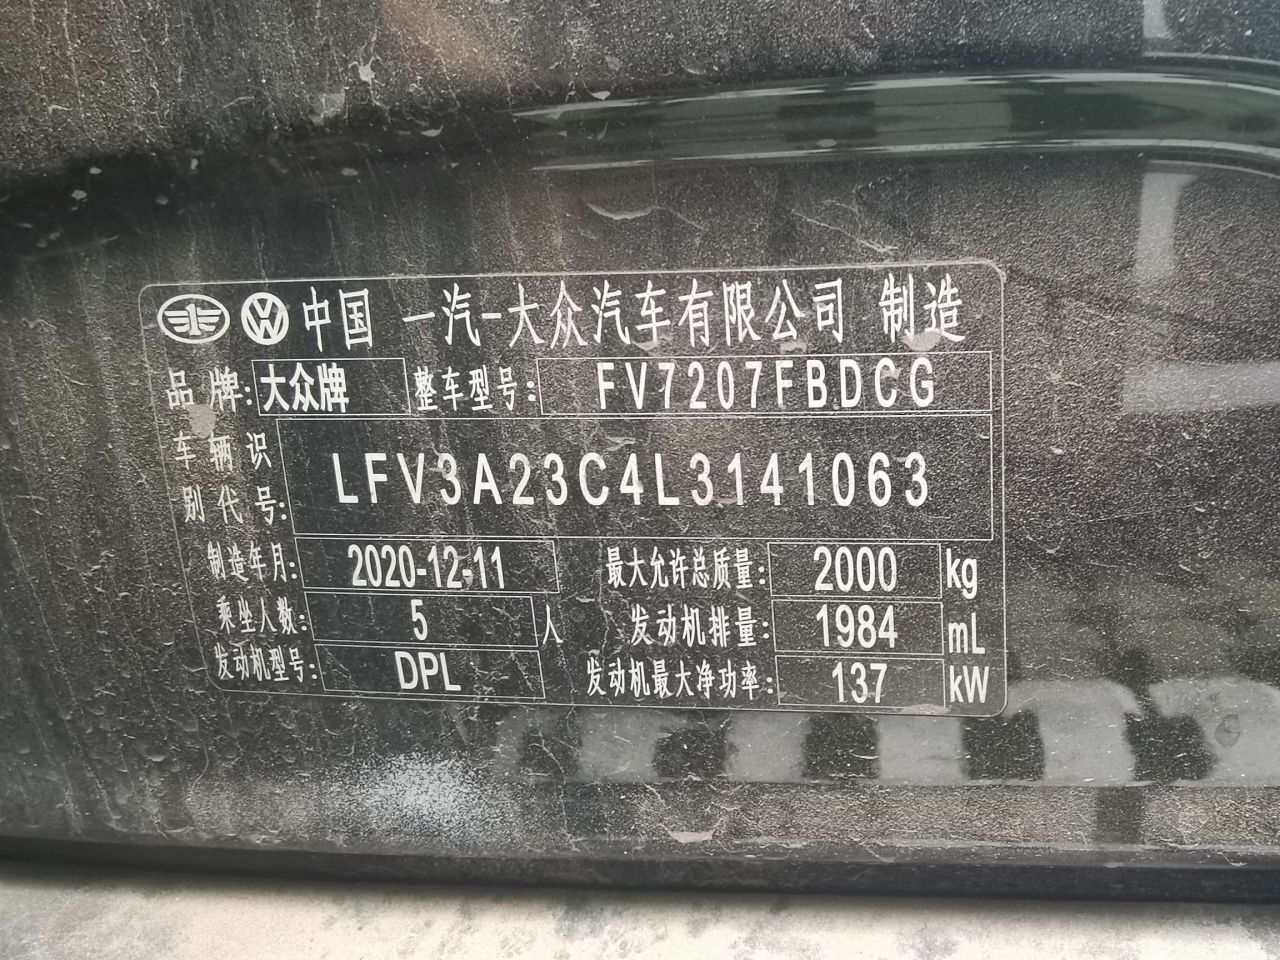 中国 一汽-大众汽车有限公司 制造
品牌: 大众牌 整车型号: FV7207FBDCG
车辆识别代号: LFV3A23C4L3141063
制造年月: 2020-12-11 最大允许总质量: 2000 kg
乘坐人数: 5 人 发动机排量: 1984 mL
发动机型号: DPL 发动机最大净功率: 137 kW